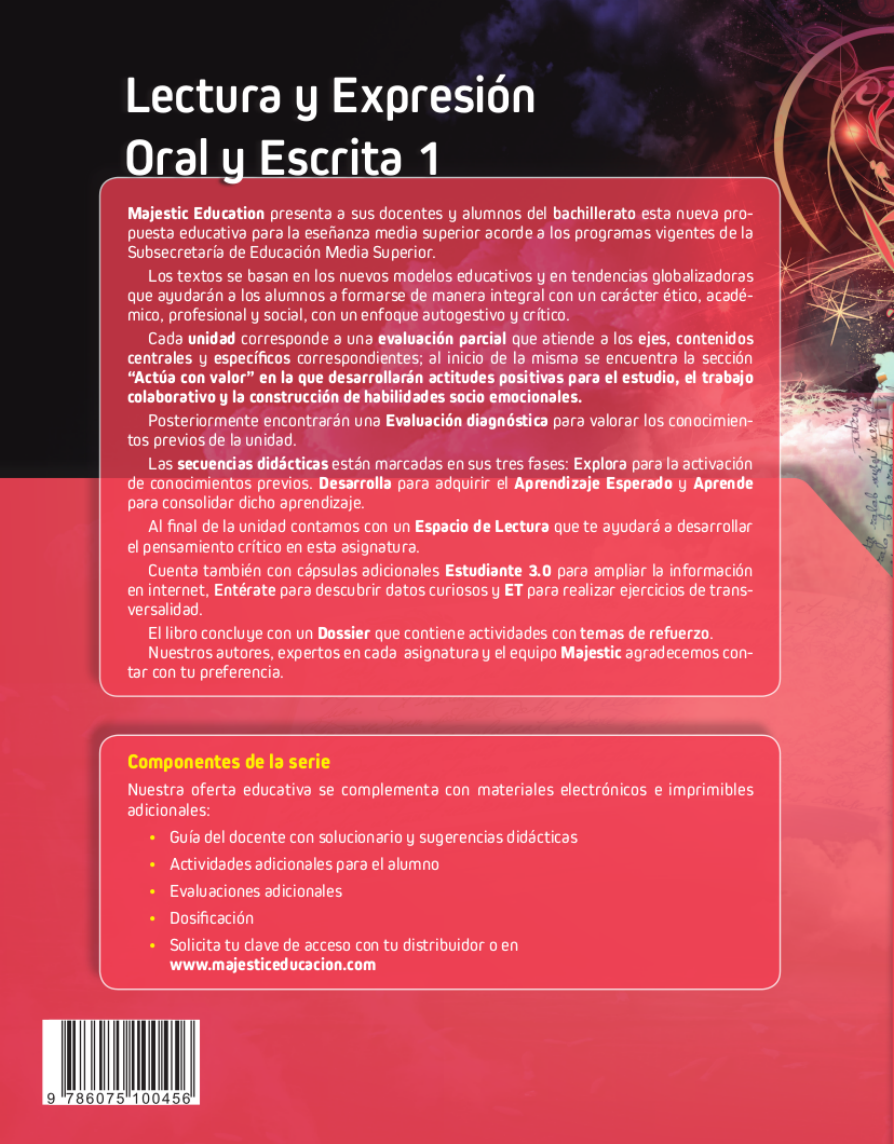 Lectura y Expresión
Oral y Escrita 1
Majestic Education presenta a sus docentes y alumnos del bachillerato esta nueva pro-
puesta educativa para la eseñanza media superior acorde a los programas vigentes de la
Subsecretaría de Educación Media Superior.
Los textos se basan en los nuevos modelos educativos y en tendencias globalizadoras
que ayudarán a los alumnos a formarse de manera integral con un carácter ético, acadé-
mico, profesional y social, con un enfoque autogestivo y crítico.
Cada unidad corresponde a una evaluación parcial que atiende a los ejes, contenidos
centrales y específicos correspondientes; al inicio de la misma se encuentra la sección
“Actúa con valor” en la que desarrollarán actitudes positivas para el estudio, el trabajo
colaborativo y la construcción de habilidades socio emocionales.
Posteriormente encontrarán una Evaluación diagnóstica para valorar los conocimien-
tos previos de la unidad.
Las secuencias didácticas están marcadas en sus tres fases: Explora para la activación
de conocimientos previos. Desarrolla para adquirir el Aprendizaje Esperado y Aprende
para consolidar dicho aprendizaje.
Al final de la unidad contamos con un Espacio de Lectura que te ayudará a desarrollar
el pensamiento crítico en esta asignatura.
Cuenta también con cápsulas adicionales Estudiante 3.0 para ampliar la información
en internet, Entérate para descubrir datos curiosos y ET para realizar ejercicios de trans-
versalidad.
El libro concluye con un Dossier que contiene actividades con temas de refuerzo.
Nuestros autores, expertos en cada asignatura y el equipo Majestic agradecemos con-
tar con tu preferencia.
Componentes de la serie
Nuestra oferta educativa se complementa con materiales electrónicos e imprimibles
adicionales:
• Guía del docente con solucionario y sugerencias didácticas
• Actividades adicionales para el alumno
• Evaluaciones adicionales
• Dosificación
• Solicita tu clave de acceso con tu distribuidor o en
www.majesticeducacion.com
9 786075 100456